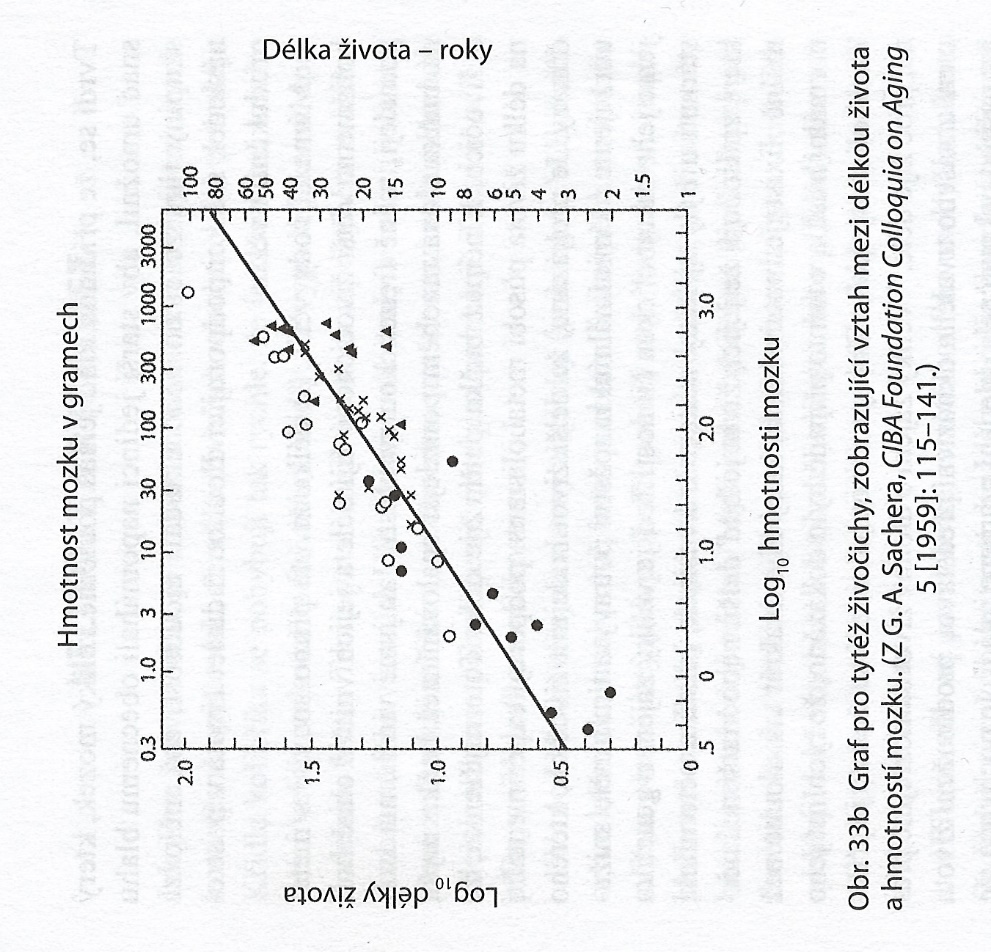 Hmotnost mozku v gramech
0.3 1.0 3 10 30 100 300 1000 3000
Délka života – roky
100
80
60
50
40
30
20
15
10
8
6
5
4
3
2
1.5
1
Log10 délky života
2.0
1.5
1.0
0.5
0
.5 0 1.0 2.0 3.0
Log10 hmotnosti mozku
Obr. 33b Graf pro tytéž živočichy, zobrazující vztah mezi délkou života
a hmotností mozku. (Z G. A. Sachera, CIBA Foundation Colloquia on Aging
5 [1959]: 115–141.)